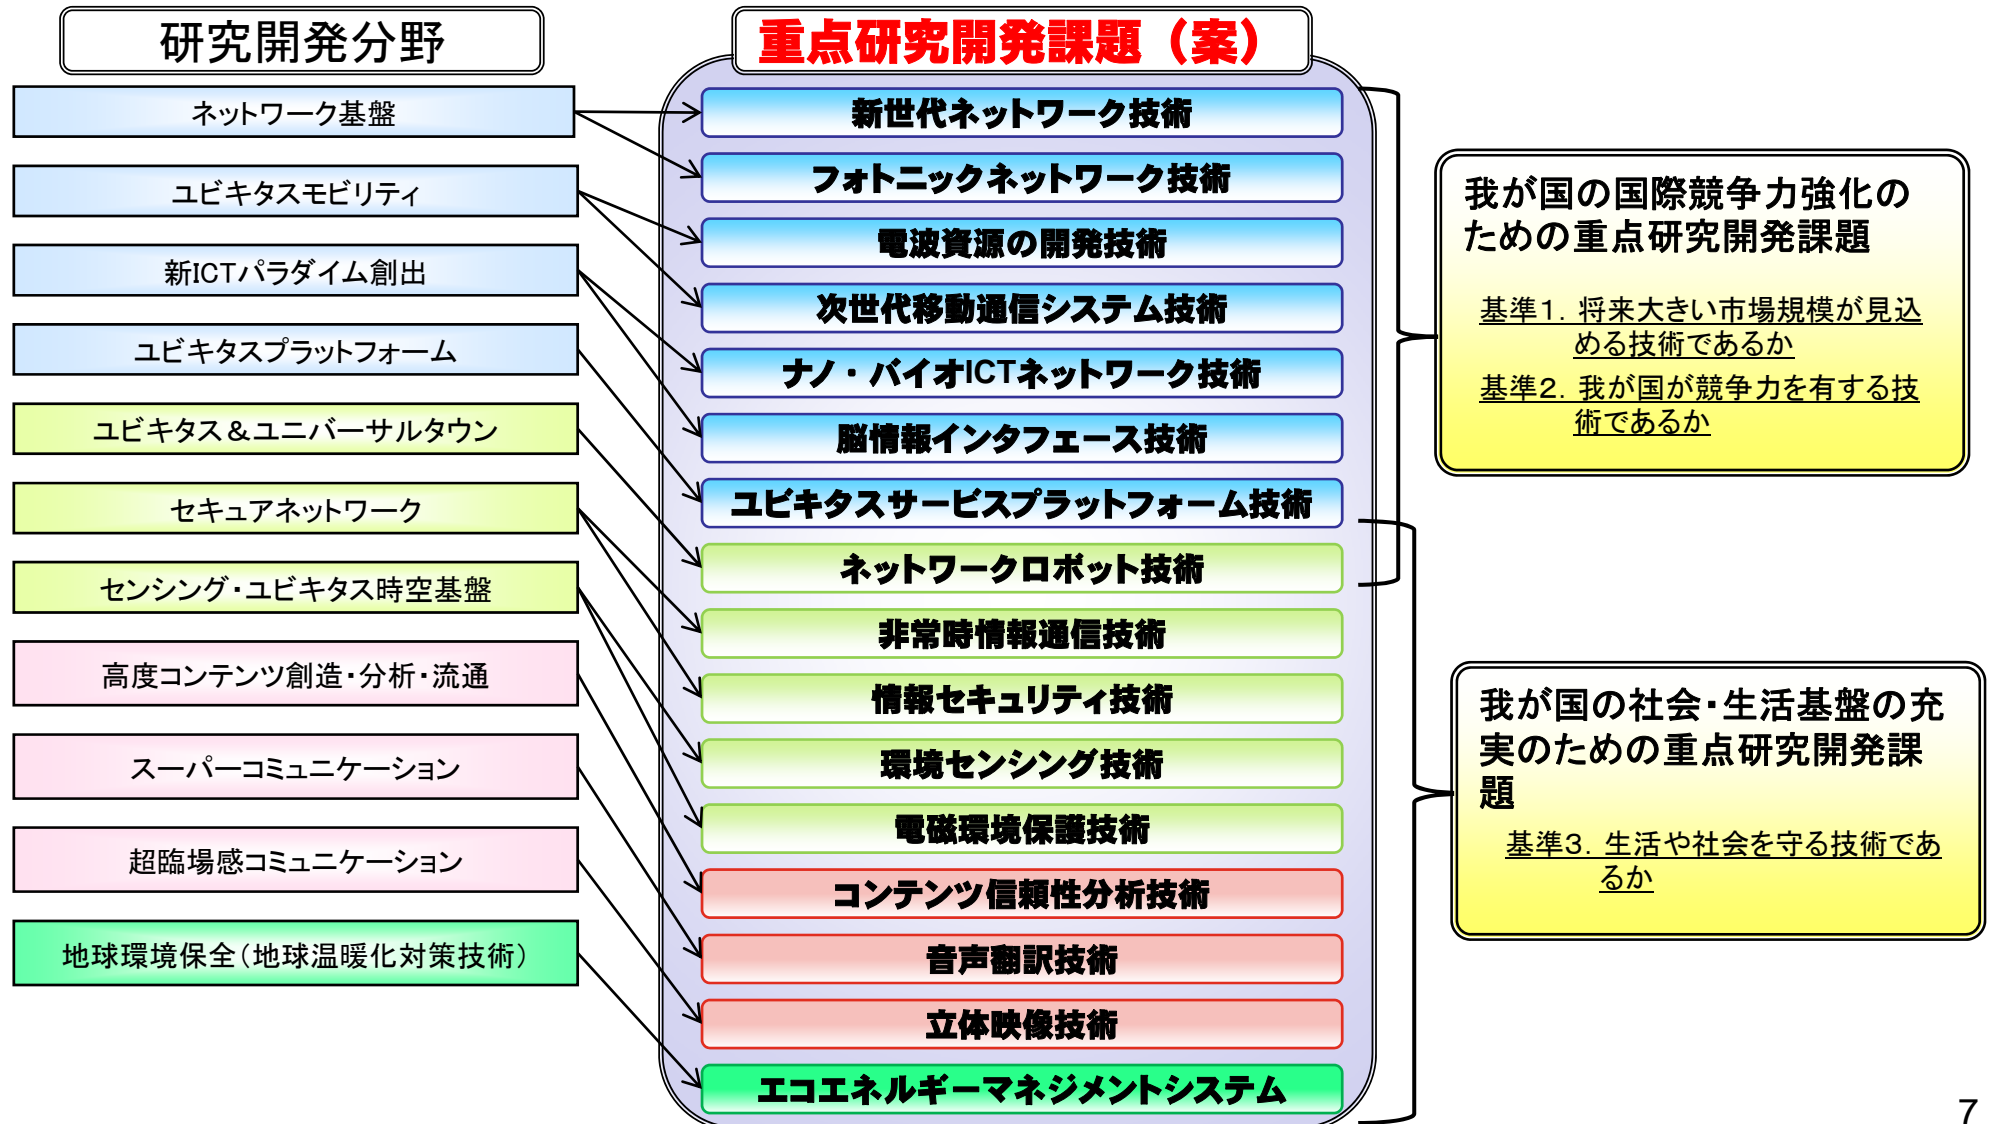 研究開発分野
ネットワーク基盤
ユビキタスモビリティ
新ICTパラダイム創出
ユビキタスプラットフォーム
ユビキタス＆ユニバーサルタウン
セキュアネットワーク
センシング・ユビキタス時空基盤
高度コンテンツ創造・分析・流通
スーパーコミュニケーション
超臨場感コミュニケーション
地球環境保全（地球温暖化対策技術）
重点研究開発課題（案）
新世代ネットワーク技術
フォトニックネットワーク技術
電波資源の開発技術
次世代移動通信システム技術
ナノ・バイオICTネットワーク技術
脳情報インタフェース技術
ユビキタスサービスプラットフォーム技術
ネットワークロボット技術
非常時情報通信技術
情報セキュリティ技術
環境センシング技術
電磁環境保護技術
コンテンツ信頼性分析技術
音声翻訳技術
立体映像技術
エコエネルギーマネジメントシステム
我が国の国際競争力強化の
ための重点研究開発課題
基準1．将来大きい市場規模が見込
める技術であるか
基準2．我が国が競争力を有する技
術であるか
我が国の社会・生活基盤の充
実のための重点研究開発課
題
基準3．生活や社会を守る技術であ
るか
7